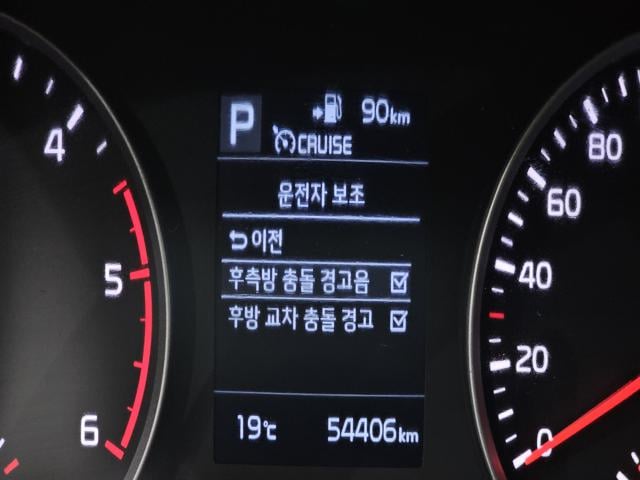 P
90km
CRUISE
운전자 보조
이전
후측방 충돌 경고음
후방 교차 충돌 경고
19℃
54406km
4
5
6
80
60
40
20
0